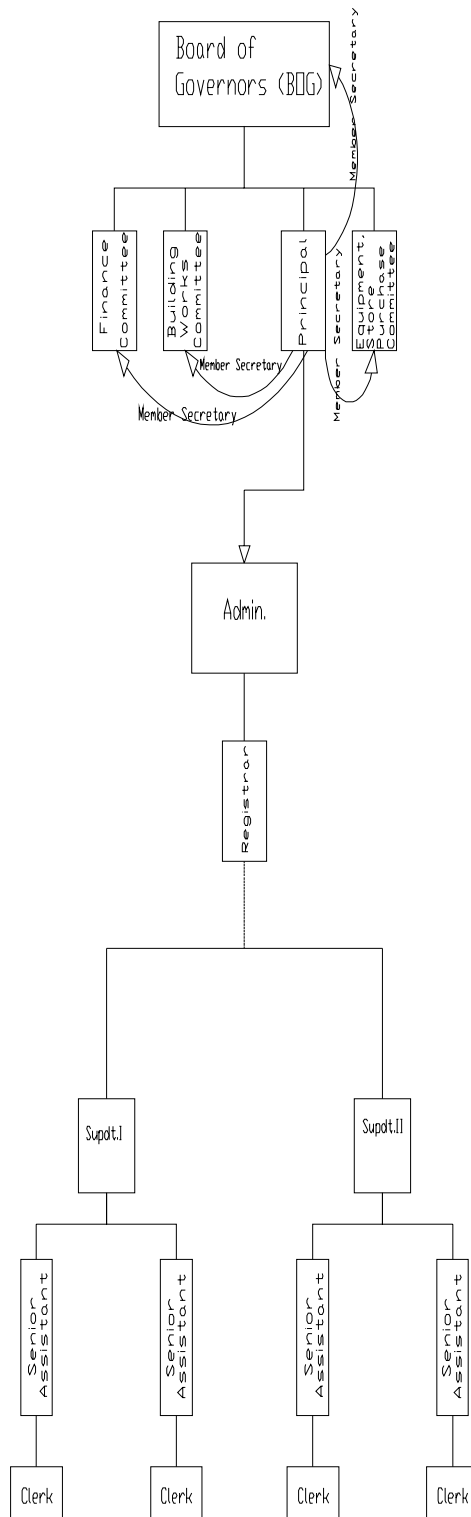 Board of
Governors (BOG)
Member Secretary
Finance
Committee
Building
Works
Committee
Principal
Equipment,
Store
Purchase
Committee
Member Secretary
Member Secretary
Member Secretary
Admin.
Registrar
Supdt.I
Supdt.II
Senior
Assistant
Senior
Assistant
Senior
Assistant
Senior
Assistant
Clerk
Clerk
Clerk
Clerk